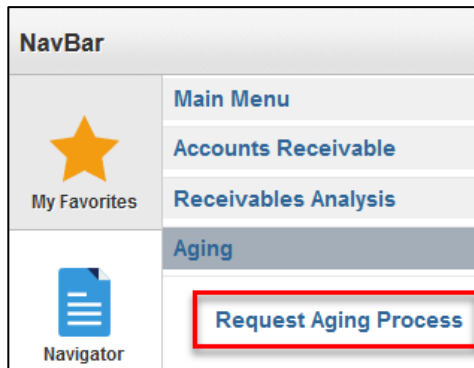 NavBar
My Favorites
Navigator
Main Menu
Accounts Receivable
Receivables Analysis
Aging
Request Aging Process